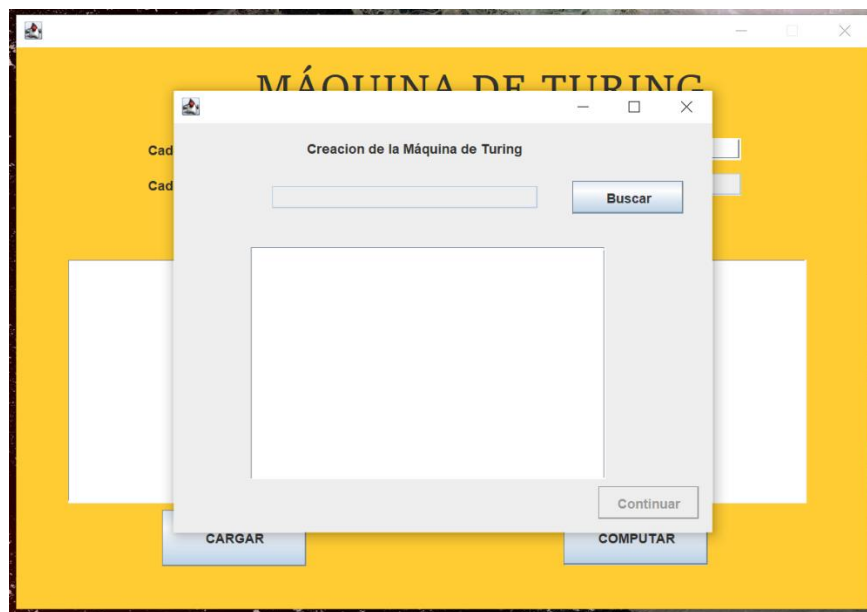 MÁQUINA DE TURING
Creacion de la Máquina de Turing
Cad
Cad
Buscar
Continuar
CARGAR
COMPUTAR